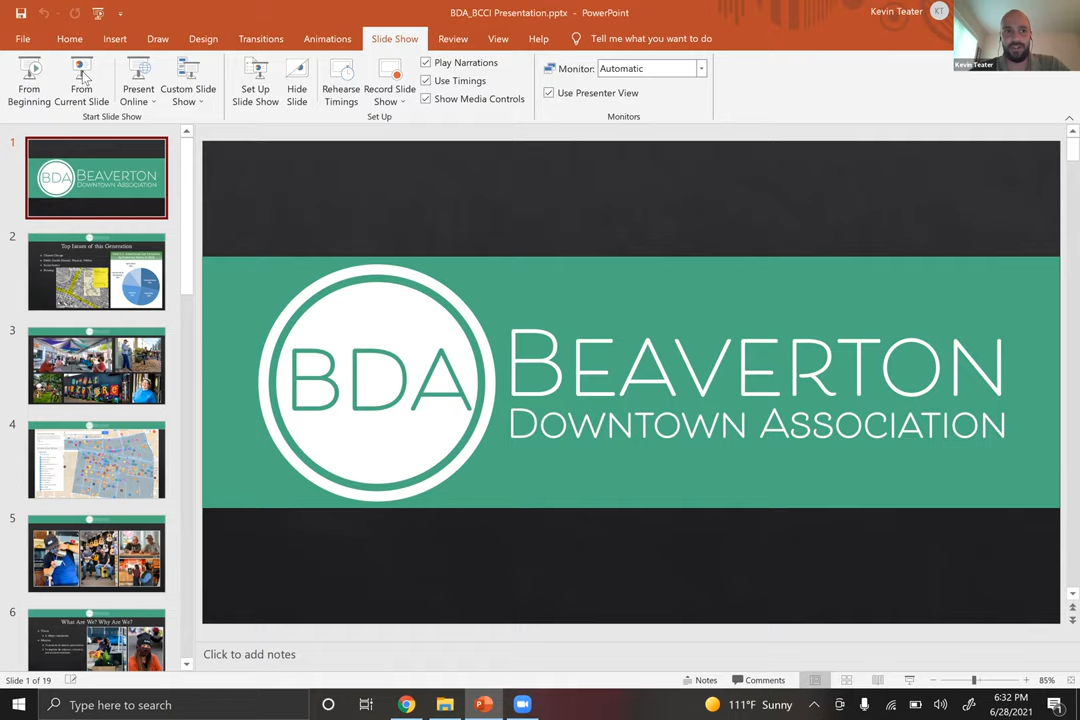 BDA_BCCI Presentation.pptx - PowerPoint
Kevin Teater
KT
Kevin Teater
File Home Insert Draw Design Transitions Animations Slide Show Review View Help Tell me what you want to do
From Beginning
From Current Slide
Present Online
Custom Slide Show
Start Slide Show
Set Up Slide Show
Hide Slide
Rehearse Timings
Record Slide Show
Play Narrations
Use Timings
Show Media Controls
Set Up
Monitor: Automatic
Use Presenter View
Monitors
1
BDA BEAVERTON
DOWNTOWN ASSOCIATION
2
Top Issues of this Generation
3
4
5
6
What Are We? Why Are We?
BDA
BEAVERTON
DOWNTOWN ASSOCIATION
Click to add notes
Slide 1 of 19
Notes
Comments
85%
Type here to search
111°F Sunny
6:32 PM
6/28/2021
1